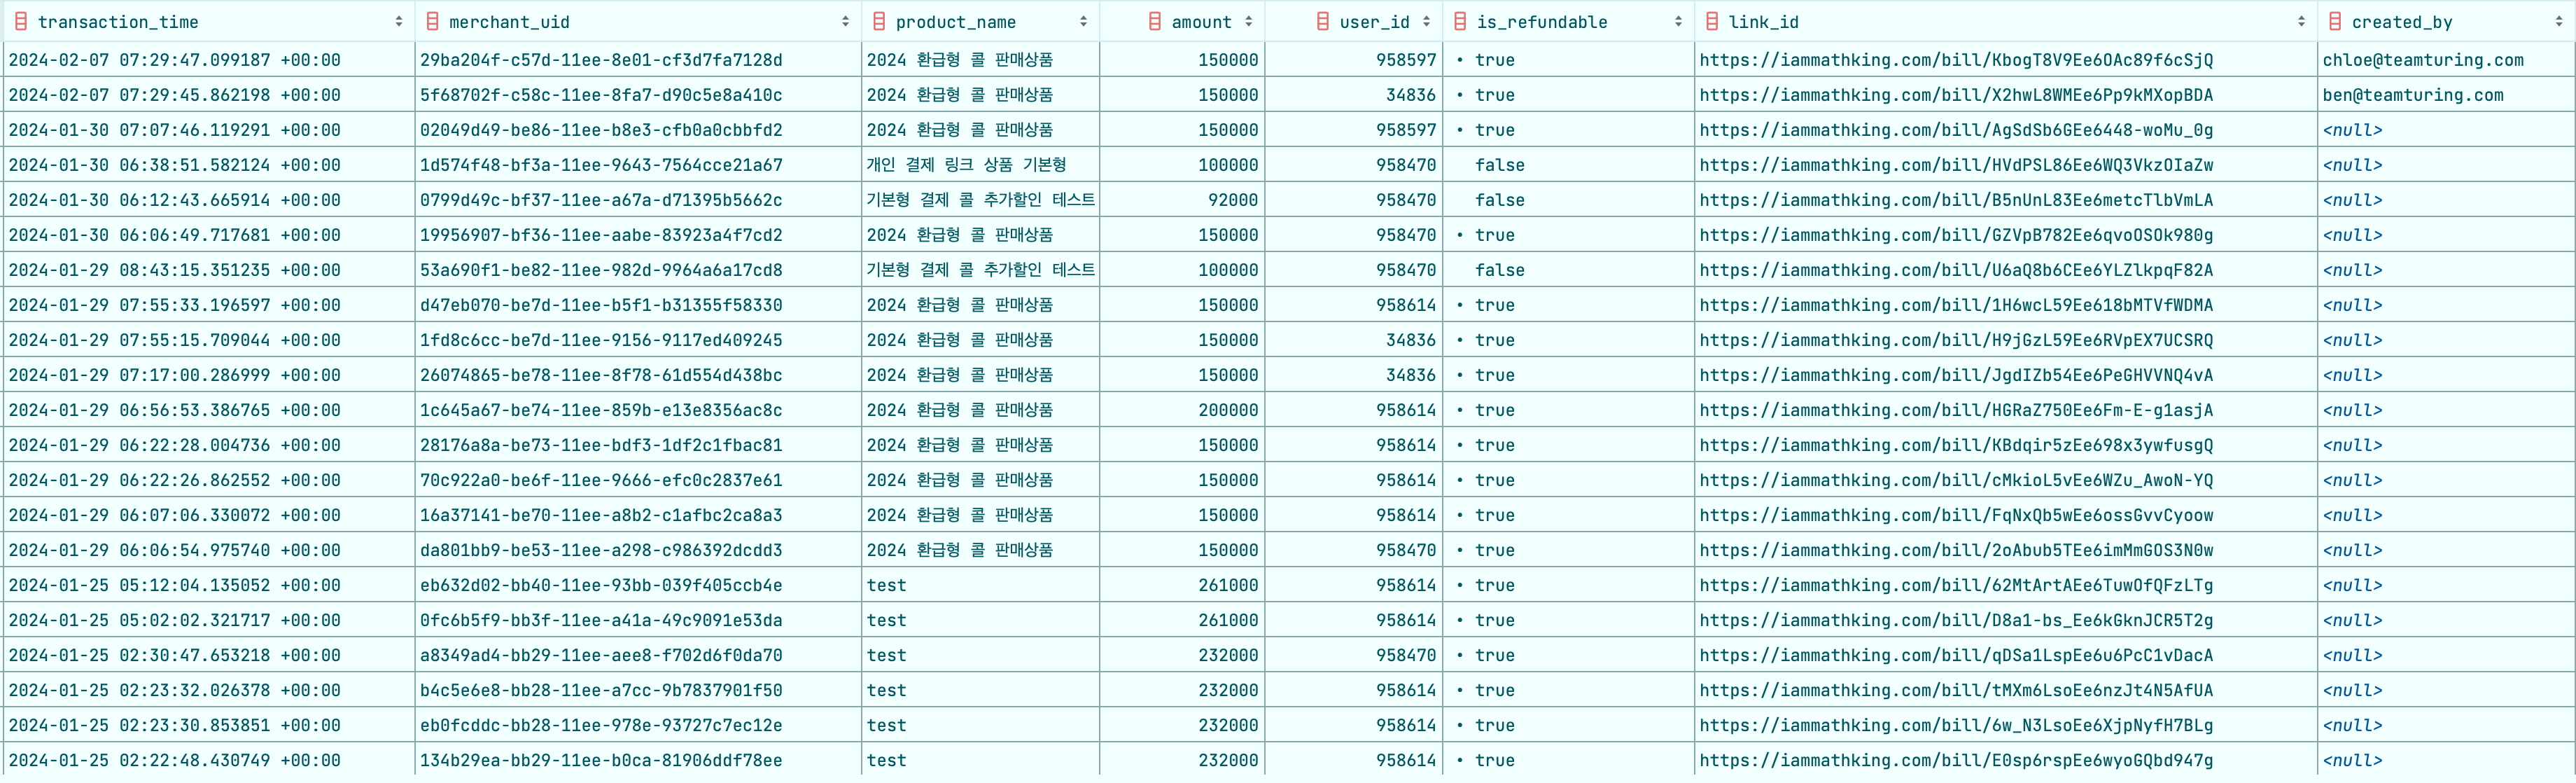 transaction_time merchant_uid product_name amount user_id is_refundable link_id created_by
2024-02-07 07:29:47.099187 +00:00 29ba204f-c57d-11ee-8e01-cf3d7fa7128d 2024 환급형 콜 판매상품 150000 958597 • true https://iammathking.com/bill/KbogT8V9Ee6OAc89f6cSjQ chloe@teamturing.com
2024-02-07 07:29:45.862198 +00:00 5f68702f-c58c-11ee-8fa7-d90c5e8a410c 2024 환급형 콜 판매상품 150000 34836 • true https://iammathking.com/bill/X2hwL8WMEe6Pp9kMXopBDA ben@teamturing.com
2024-01-30 07:07:46.119291 +00:00 02049d49-be86-11ee-b8e3-cfb0a0cbbfd2 2024 환급형 콜 판매상품 150000 958597 • true https://iammathking.com/bill/AgSdSb6GEe6448-woMu_0g <null>
2024-01-30 06:38:51.582124 +00:00 1d574f48-bf3a-11ee-9643-7564cce21a67 개인 결제 링크 상품 기본형 100000 958470 false https://iammathking.com/bill/HVdPSL86Ee6WQ3VkzOIaZw <null>
2024-01-30 06:12:43.665914 +00:00 0799d49c-bf37-11ee-a67a-d71395b5662c 기본형 결제 콜 추가할인 테스트 92000 958470 false https://iammathking.com/bill/B5nUnL83Ee6metcTlbVmLA <null>
2024-01-30 06:06:49.717681 +00:00 19956907-bf36-11ee-aabe-83923a4f7cd2 2024 환급형 콜 판매상품 150000 958470 • true https://iammathking.com/bill/GZVpB782Ee6qvoOSOk980g <null>
2024-01-29 08:43:15.351235 +00:00 53a690f1-be82-11ee-982d-9964a6a17cd8 기본형 결제 콜 추가할인 테스트 100000 958470 false https://iammathking.com/bill/U6aQ8b6CEe6YLZlkpqF82A <null>
2024-01-29 07:55:33.196597 +00:00 d47eb070-be7d-11ee-b5f1-b31355f58330 2024 환급형 콜 판매상품 150000 958614 • true https://iammathking.com/bill/1H6wcL59Ee618bMTVfWDMA <null>
2024-01-29 07:55:15.709044 +00:00 1fd8c6cc-be7d-11ee-9156-9117ed409245 2024 환급형 콜 판매상품 150000 34836 • true https://iammathking.com/bill/H9jGzL59Ee6RVpEX7UCSRQ <null>
2024-01-29 07:17:00.286999 +00:00 26074865-be78-11ee-8f78-61d554d438bc 2024 환급형 콜 판매상품 150000 34836 • true https://iammathking.com/bill/JgdIZb54Ee6PeGHVVNQ4vA <null>
2024-01-29 06:56:53.386765 +00:00 1c645a67-be74-11ee-859b-e13e8356ac8c 2024 환급형 콜 판매상품 200000 958614 • true https://iammathking.com/bill/HGRaZ750Ee6Fm-E-g1asjA <null>
2024-01-29 06:22:28.004736 +00:00 28176a8a-be73-11ee-bdf3-1df2c1fbac81 2024 환급형 콜 판매상품 150000 958614 • true https://iammathking.com/bill/KBdqir5zEe698x3ywfusgQ <null>
2024-01-29 06:22:26.862552 +00:00 70c922a0-be6f-11ee-9666-efc0c2837e61 2024 환급형 콜 판매상품 150000 958614 • true https://iammathking.com/bill/cMkioL5vEe6WZu_AwoN-YQ <null>
2024-01-29 06:07:06.330072 +00:00 16a37141-be70-11ee-a8b2-c1afbc2ca8a3 2024 환급형 콜 판매상품 150000 958614 • true https://iammathking.com/bill/FqNxQb5wEe6ossGvvCyoow <null>
2024-01-29 06:06:54.975740 +00:00 da801bb9-be53-11ee-a298-c986392dcdd3 2024 환급형 콜 판매상품 150000 958470 • true https://iammathking.com/bill/2oAbub5TEe6imMmGOS3N0w <null>
2024-01-25 05:12:04.135052 +00:00 eb632d02-bb40-11ee-93bb-039f405ccb4e test 261000 958614 • true https://iammathking.com/bill/62MtArtAEe6TuwOfQFzLTg <null>
2024-01-25 05:02:02.321717 +00:00 0fc6b5f9-bb3f-11ee-a41a-49c9091e53da test 261000 958614 • true https://iammathking.com/bill/D8a1-bs_Ee6kGknJCR5T2g <null>
2024-01-25 02:30:47.653218 +00:00 a8349ad4-bb29-11ee-aee8-f702d6f0da70 test 232000 958470 • true https://iammathking.com/bill/qDSa1LspEe6u6PcC1vDacA <null>
2024-01-25 02:23:32.026378 +00:00 b4c5e6e8-bb28-11ee-a7cc-9b7837901f50 test 232000 958614 • true https://iammathking.com/bill/tMXm6LsoEe6nzJt4N5AfUA <null>
2024-01-25 02:23:30.853851 +00:00 eb0fcddc-bb28-11ee-978e-93727c7ec12e test 232000 958614 • true https://iammathking.com/bill/6w_N3LsoEe6XjpNyfH7BLg <null>
2024-01-25 02:22:48.430749 +00:00 134b29ea-bb29-11ee-b0ca-81906ddf78ee test 232000 958614 • true https://iammathking.com/bill/E0sp6rspEe6wyoGQbd947g <null>